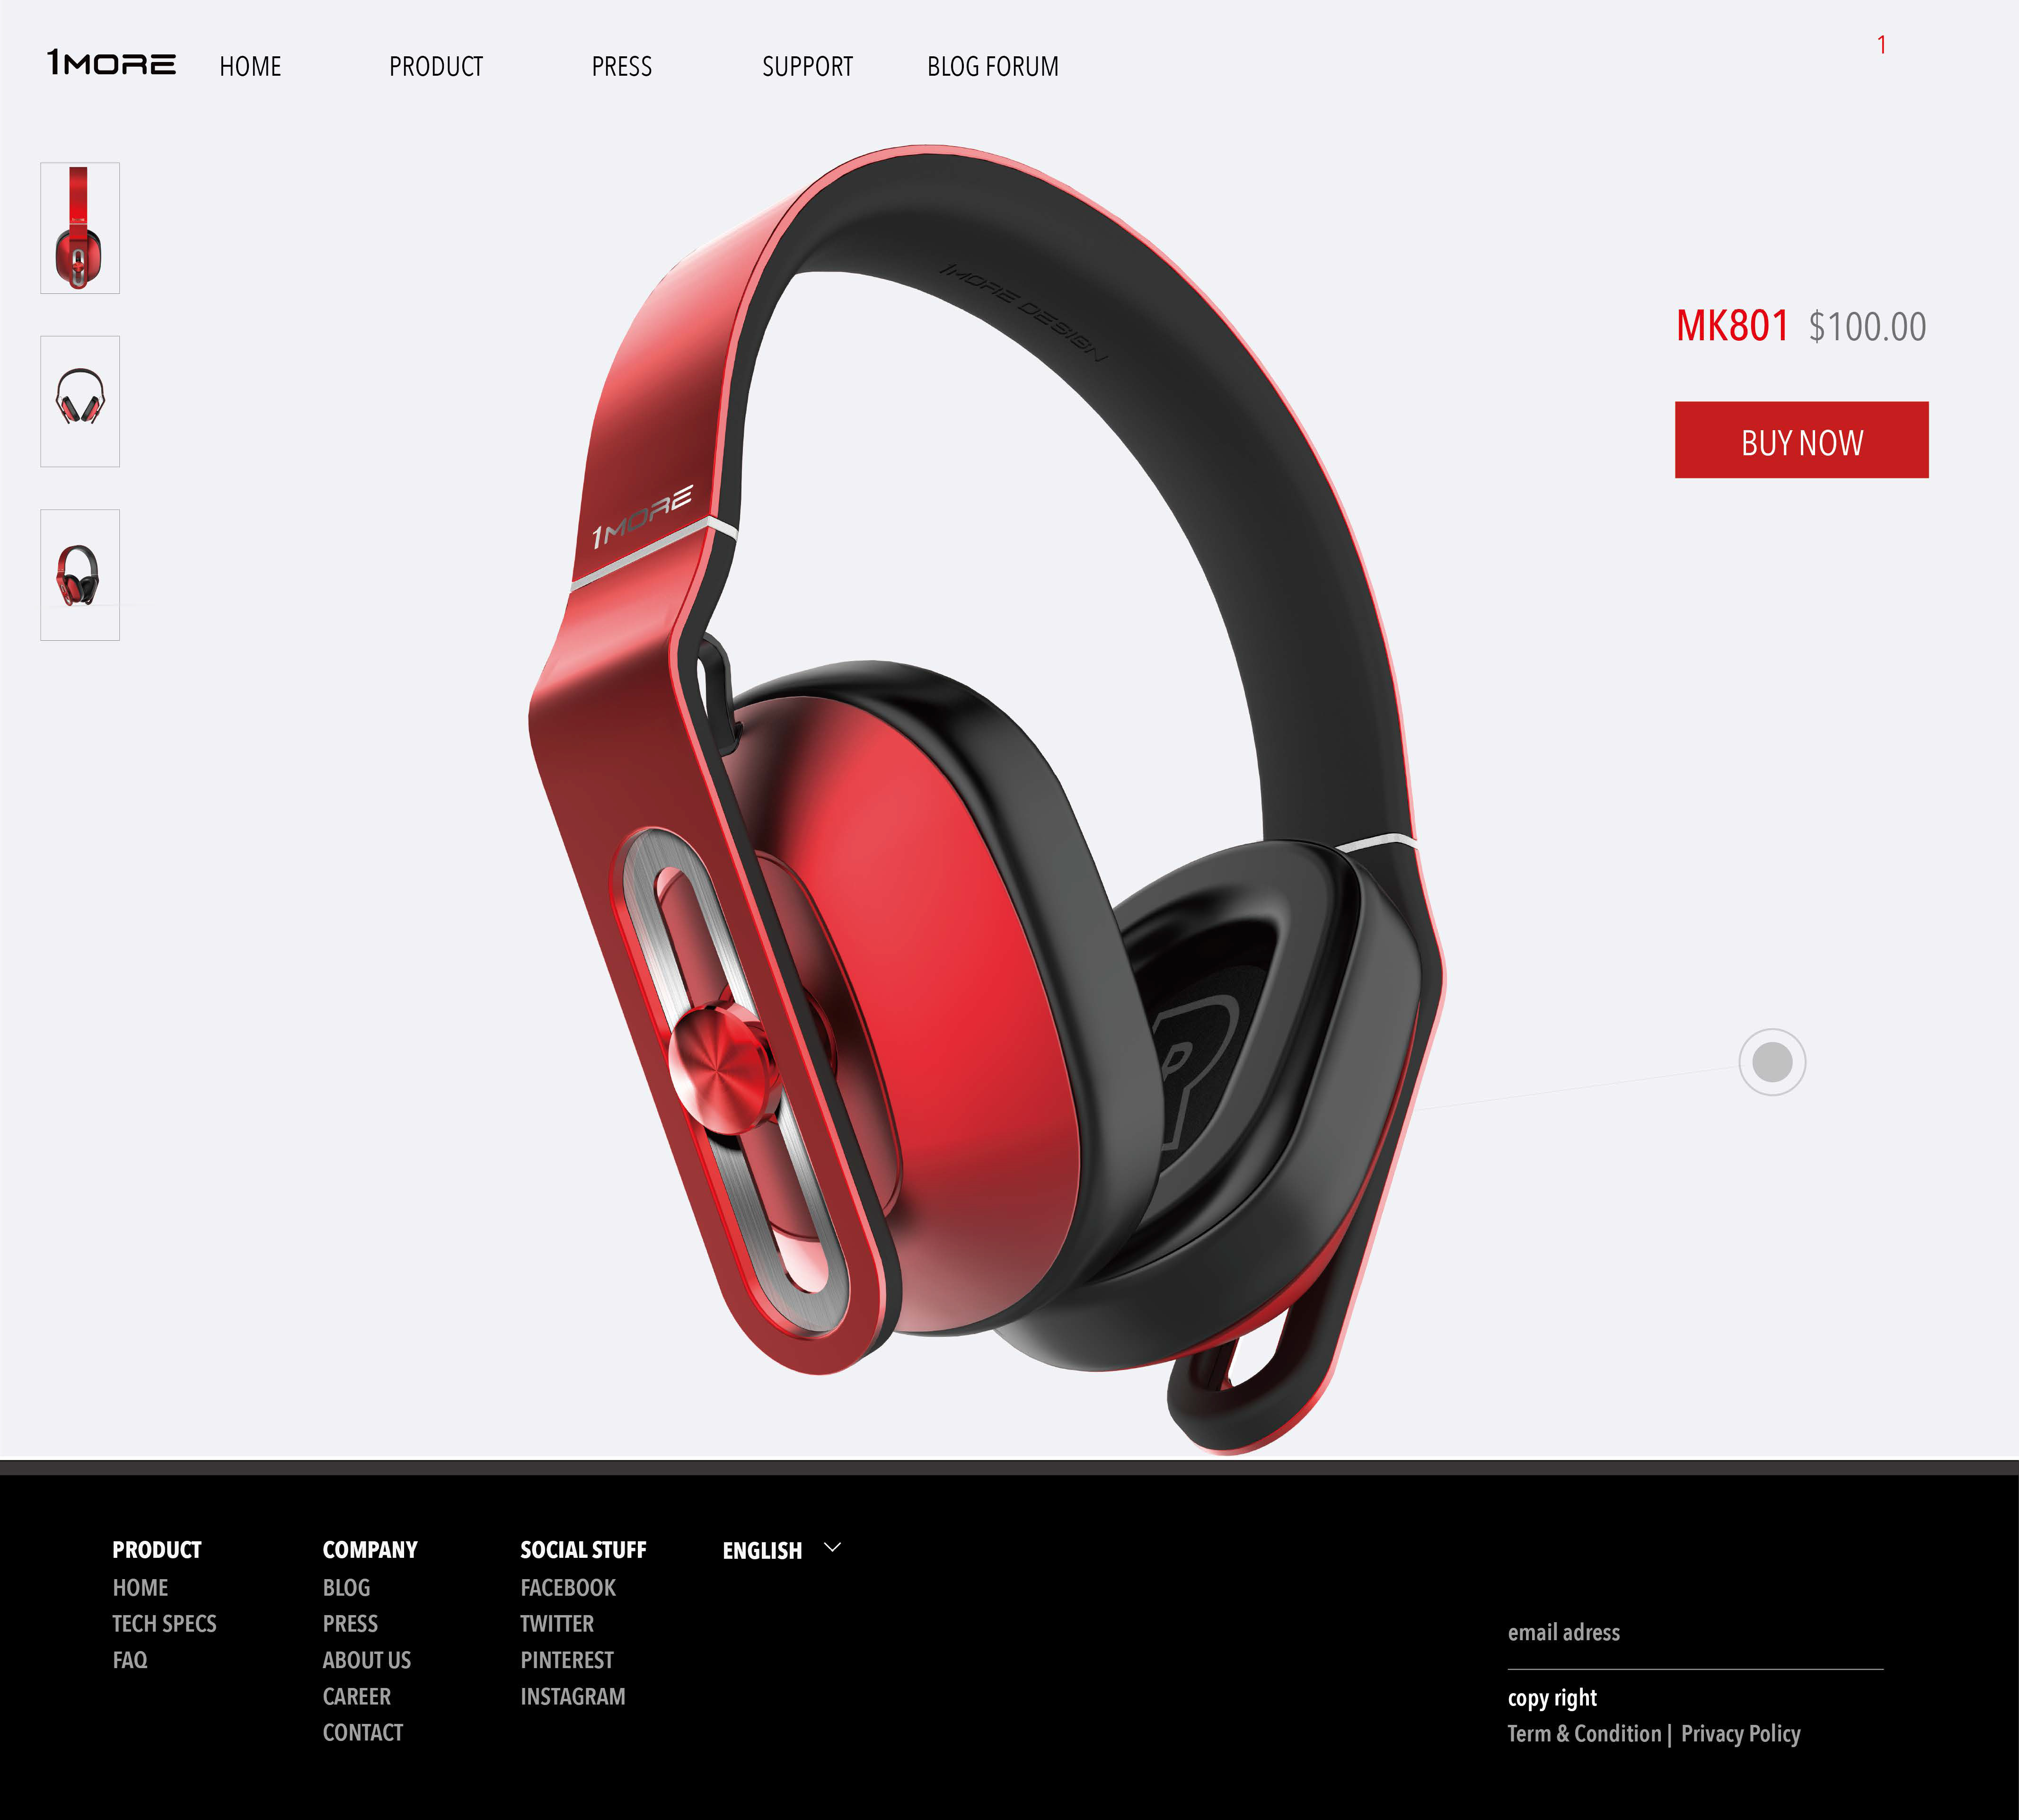 1MORE HOME PRODUCT PRESS SUPPORT BLOG FORUM 1
1MORE DESIGN
MK801 $100.00
BUY NOW
1MORE
PRODUCT
HOME
TECH SPECS
FAQ
COMPANY
BLOG
PRESS
ABOUT US
CAREER
CONTACT
SOCIAL STUFF
FACEBOOK
TWITTER
PINTEREST
INSTAGRAM
ENGLISH
email adress
copy right
Term & Condition | Privacy Policy